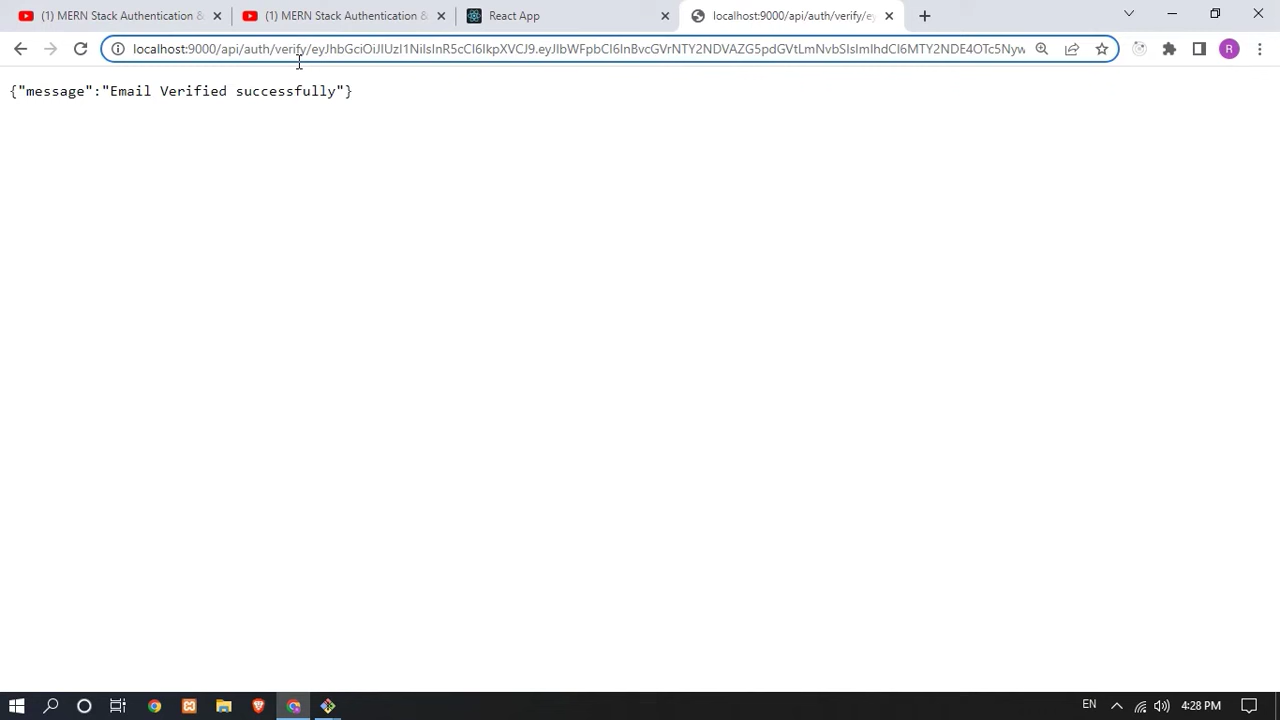 (1) MERN Stack Authentication &
(1) MERN Stack Authentication &
React App
localhost:9000/api/auth/verify/ey
localhost:9000/api/auth/verify/eyJhbGciOiJIUzI1NiIsInR5cCI6IkpXVCJ9.eyJlbWFpbCI6InBvcGVrNTY2NDVAZG5pdGVtLmNvbSIsImlhdCI6MTY2NDE4OTc5Nyw
R
{"message":"Email Verified successfully"}
EN
4:28 PM